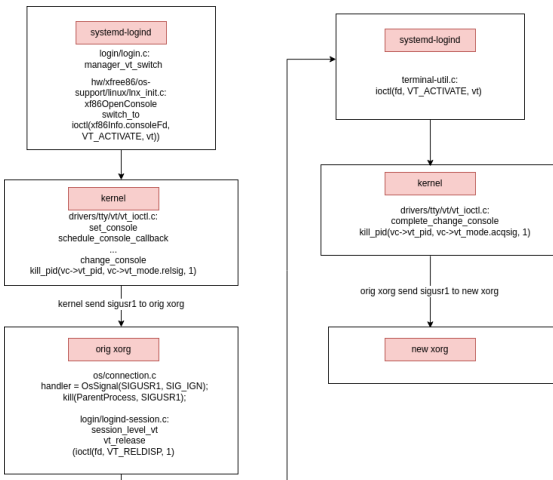 systemd-logind
login/login.c:
manager_vt_switch
hw/xfree86/os-
support/linux/lnx_init.c:
xf86OpenConsole
switch_to
ioctl(xf86Info.consoleFd,
VT_ACTIVATE, vt))
kernel
drivers/tty/vt/vt_ioctl.c:
set_console
schedule_console_callback
...
change_console
kill_pid(vc->vt_pid, vc->vt_mode.relsig, 1)
kernel send sigusr1 to orig xorg
orig xorg
os/connection.c
handler = OsSignal(SIGUSR1, SIG_IGN);
kill(ParentProcess, SIGUSR1);
login/logind-session.c:
session_level_vt
vt_release
(ioctl(fd, VT_RELDISP, 1)
systemd-logind
terminal-util.c:
ioctl(fd, VT_ACTIVATE, vt)
kernel
drivers/tty/vt/vt_ioctl.c:
complete_change_console
kill_pid(vc->vt_pid, vc->vt_mode.acqsig, 1)
orig xorg send sigusr1 to new xorg
new xorg